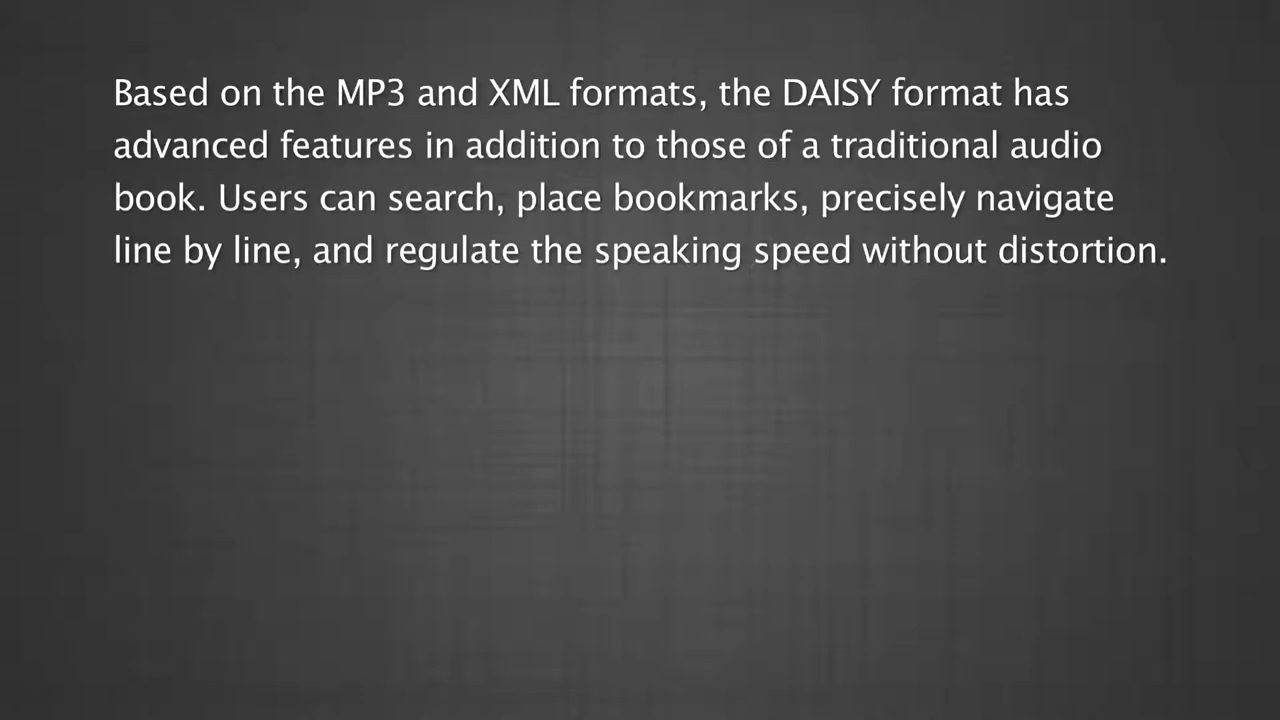 Based on the MP3 and XML formats, the DAISY format has
advanced features in addition to those of a traditional audio
book. Users can search, place bookmarks, precisely navigate
line by line, and regulate the speaking speed without distortion.